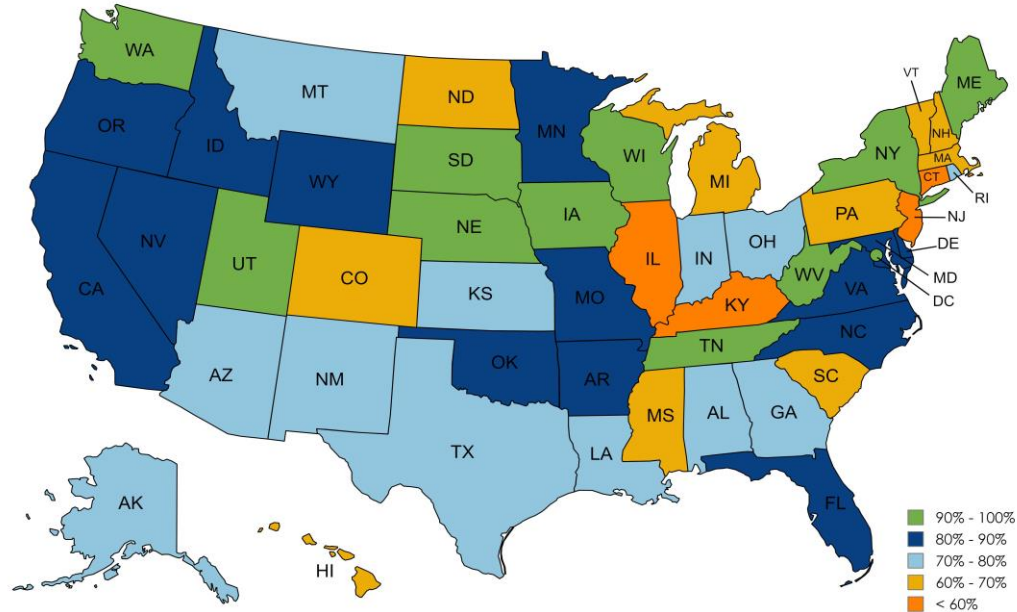 WA
MT
ND
MN
VT
ME
OR
ID
SD
WI
NH
NY
MA
WY
MI
CT
RI
NE
IA
PA
NJ
NV
UT
IL
IN
OH
DE
CO
WV
MD
CA
KS
MO
KY
VA
DC
TN
NC
AZ
NM
OK
AR
SC
MS
AL
GA
TX
LA
AK
FL
HI
90% - 100%
80% - 90%
70% - 80%
60% - 70%
< 60%